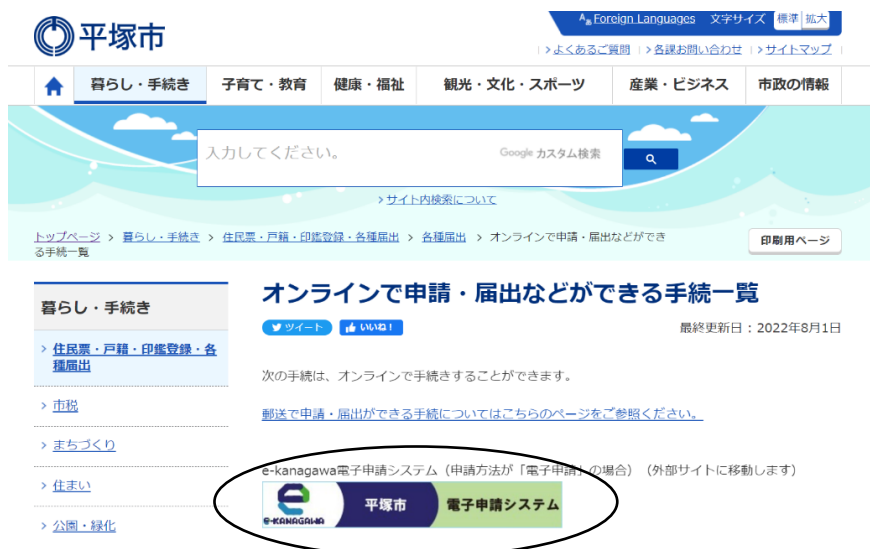 平塚市
Foreign Languages 文字サイズ 標準 拡大
よくあるご質問 各課お問い合わせ サイトマップ
暮らし・手続き 子育て・教育 健康・福祉 観光・文化・スポーツ 産業・ビジネス 市政の情報
入力してください。 Google カスタム検索
サイト内検索について
トップページ > 暮らし・手続き > 住民票・戸籍・印鑑登録・各種届出 > 各種届出 > オンラインで申請・届出などができ
る手続一覧
印刷用ページ
暮らし・手続き
住民票・戸籍・印鑑登録・各
種届出
市税
まちづくり
住まい
公園・緑化
オンラインで申請・届出などができる手続一覧
ツイート いいね!
最終更新日：2022年8月1日
次の手続は、オンラインで手続きすることができます。
郵送で申請・届出ができる手続についてはこちらのページをご参照ください。
e-kanagawa電子申請システム（申請方法が「電子申請」の場合）（外部サイトに移動します）
e-KANAGAWA 平塚市 電子申請システム